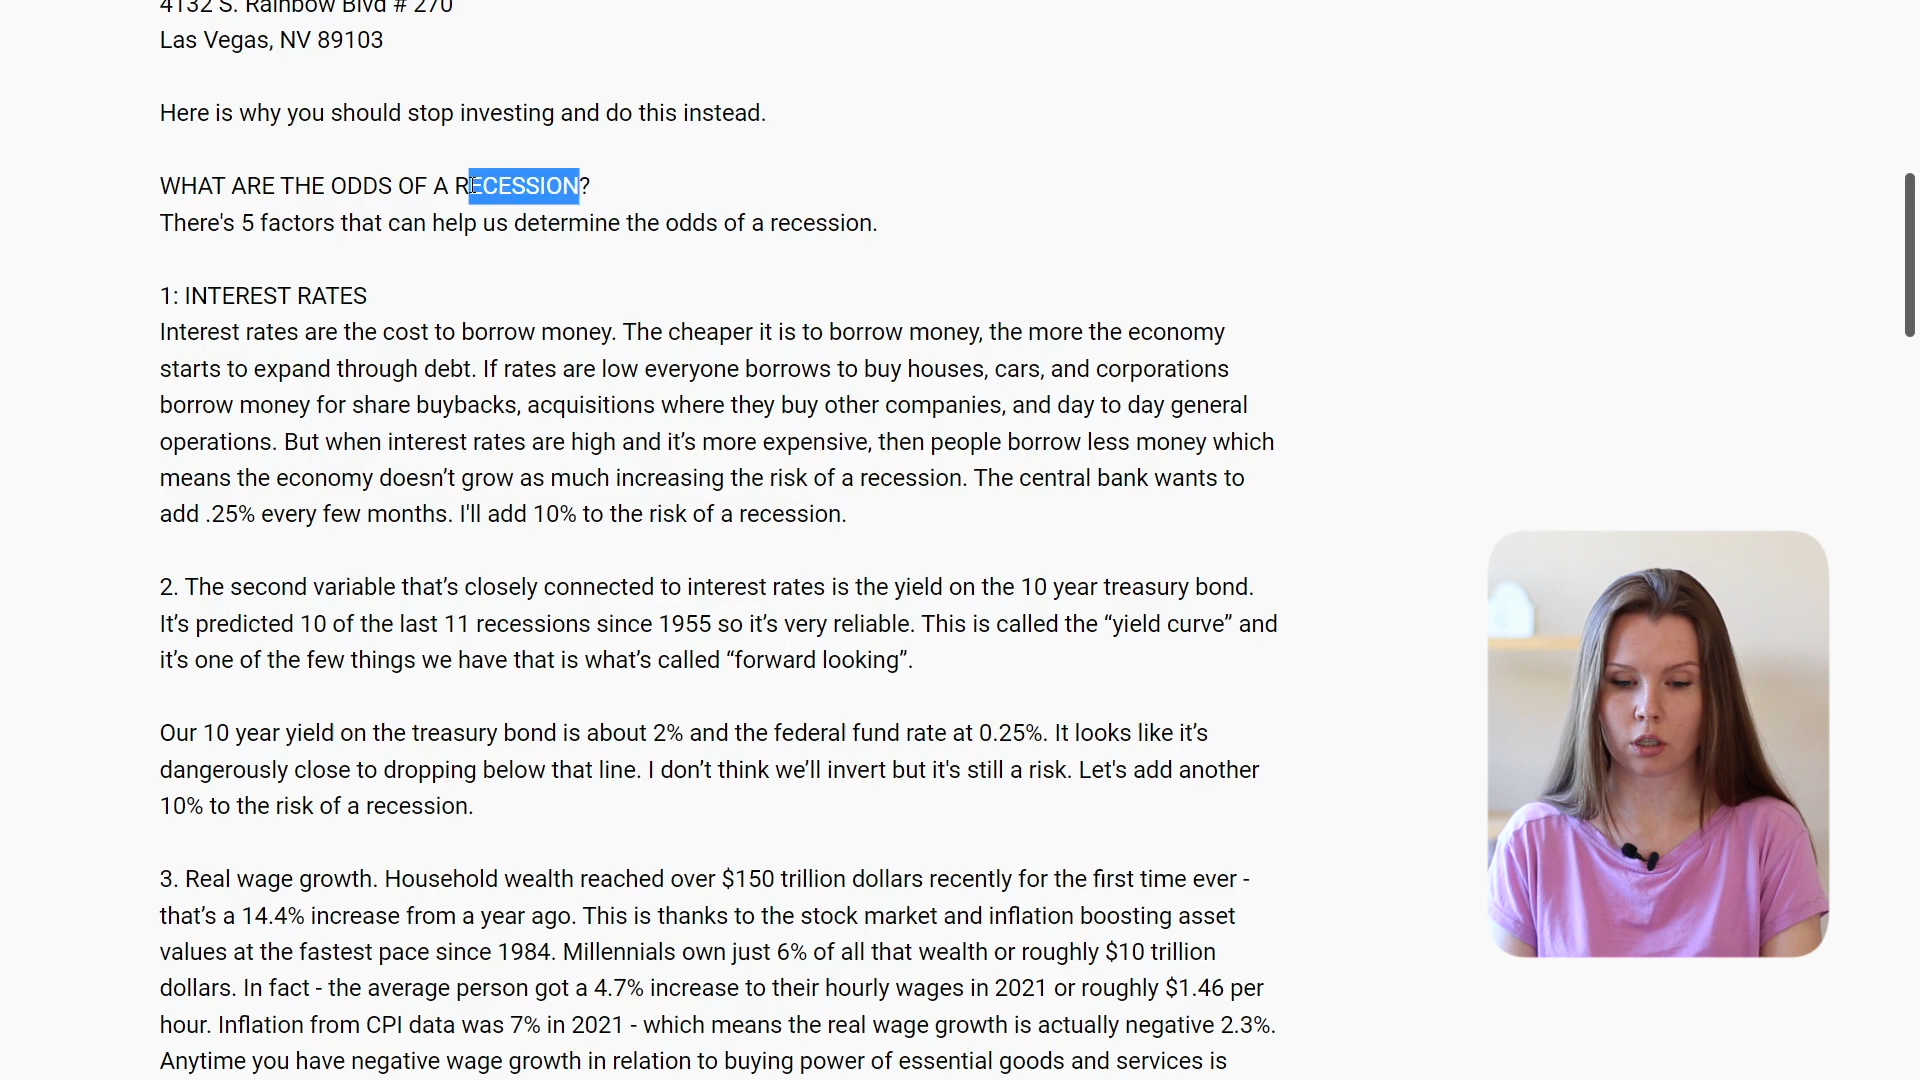 4132 S. Rainbow Blvd # 270
Las Vegas, NV 89103
Here is why you should stop investing and do this instead.
WHAT ARE THE ODDS OF A RECESSION?
There's 5 factors that can help us determine the odds of a recession.
1: INTEREST RATES
Interest rates are the cost to borrow money. The cheaper it is to borrow money, the more the economy
starts to expand through debt. If rates are low everyone borrows to buy houses, cars, and corporations
borrow money for share buybacks, acquisitions where they buy other companies, and day to day general
operations. But when interest rates are high and it’s more expensive, then people borrow less money which
means the economy doesn’t grow as much increasing the risk of a recession. The central bank wants to
add .25% every few months. I'll add 10% to the risk of a recession.
2. The second variable that’s closely connected to interest rates is the yield on the 10 year treasury bond.
It’s predicted 10 of the last 11 recessions since 1955 so it’s very reliable. This is called the “yield curve” and
it’s one of the few things we have that is what’s called “forward looking”.
Our 10 year yield on the treasury bond is about 2% and the federal fund rate at 0.25%. It looks like it’s
dangerously close to dropping below that line. I don’t think we’ll invert but it's still a risk. Let's add another
10% to the risk of a recession.
3. Real wage growth. Household wealth reached over $150 trillion dollars recently for the first time ever -
that’s a 14.4% increase from a year ago. This is thanks to the stock market and inflation boosting asset
values at the fastest pace since 1984. Millennials own just 6% of all that wealth or roughly $10 trillion
dollars. In fact - the average person got a 4.7% increase to their hourly wages in 2021 or roughly $1.46 per
hour. Inflation from CPI data was 7% in 2021 - which means the real wage growth is actually negative 2.3%.
Anytime you have negative wage growth in relation to buying power of essential goods and services is